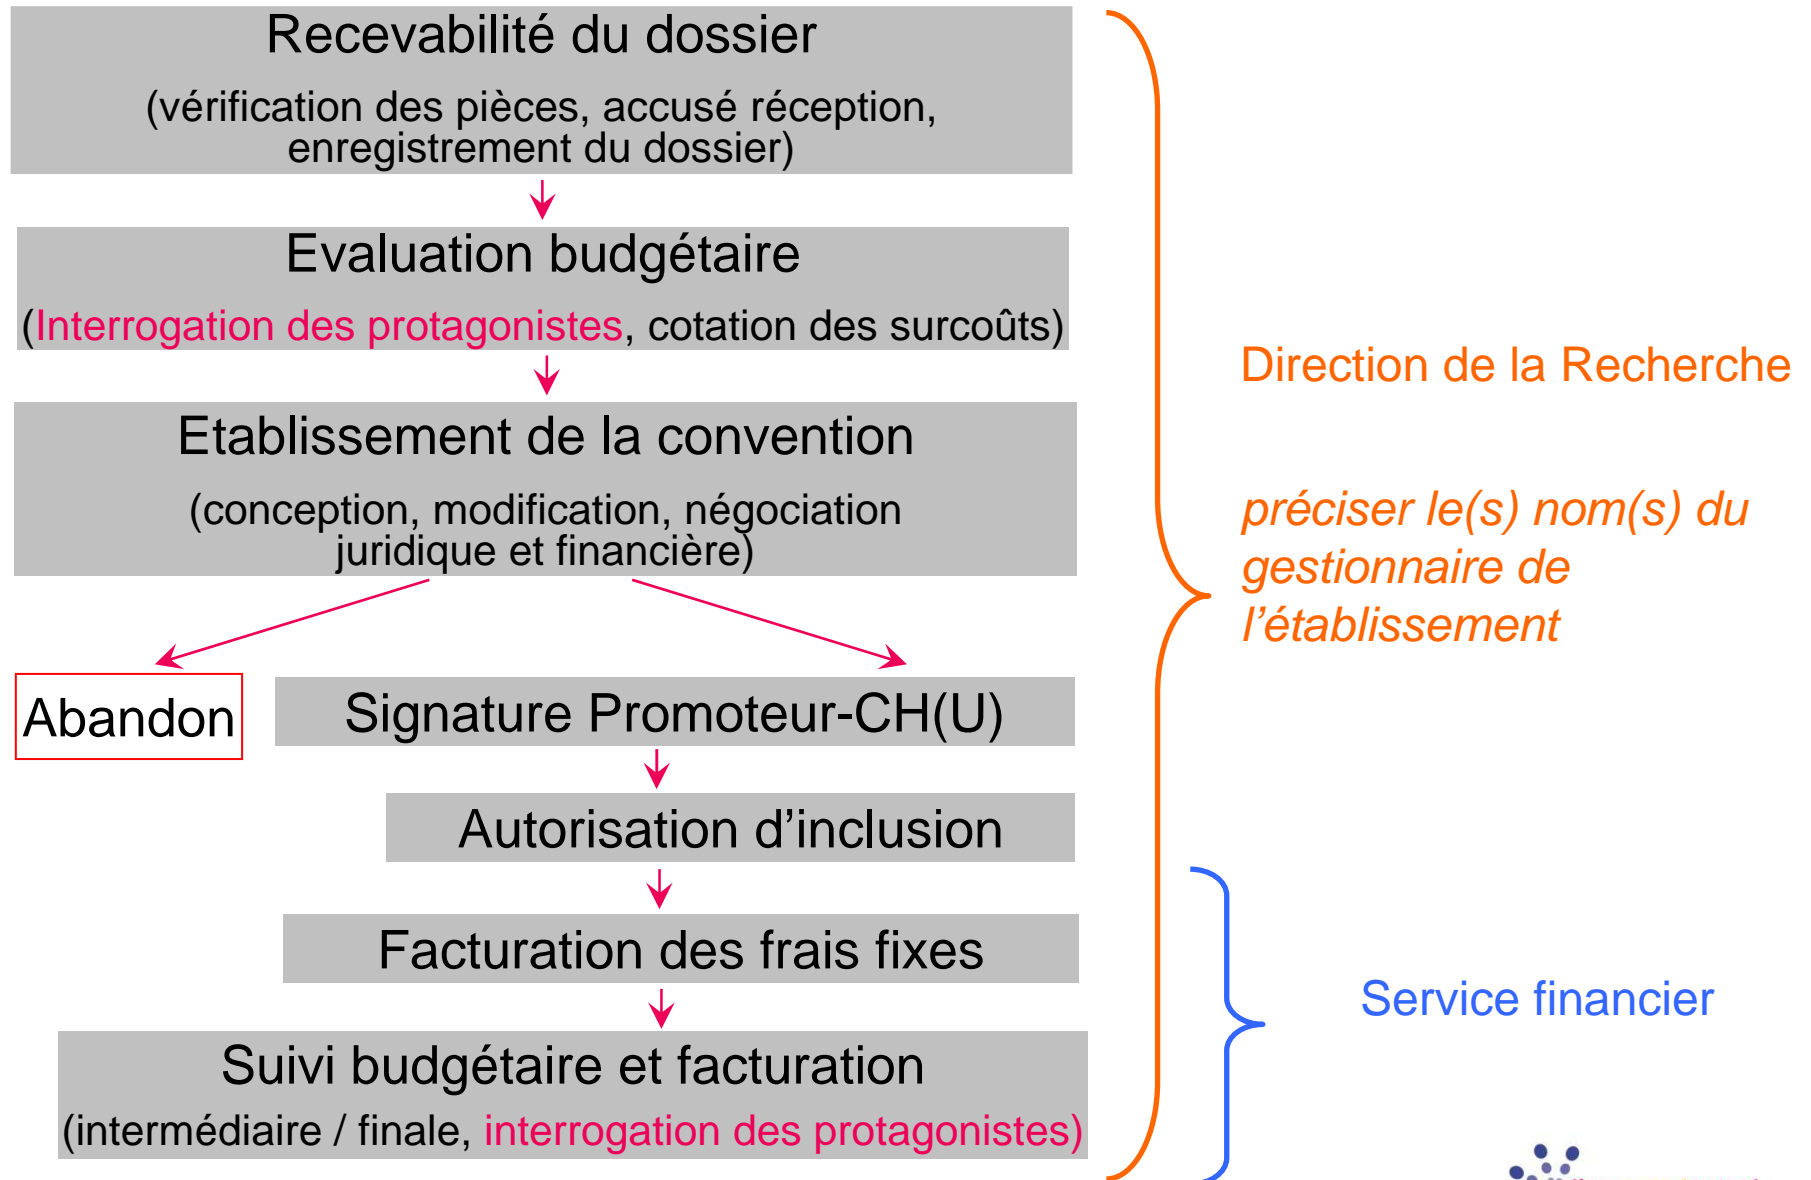 Recevabilité du dossier
(vérification des pièces, accusé réception,
enregistrement du dossier)
Evaluation budgétaire
(Interrogation des protagonistes, cotation des surcoûts)
Etablissement de la convention
(conception, modification, négociation
juridique et financière)
Abandon
Signature Promoteur-CH(U)
Autorisation d’inclusion
Facturation des frais fixes
Suivi budgétaire et facturation
(intermédiaire / finale, interrogation des protagonistes)
Direction de la Recherche
préciser le(s) nom(s) du
gestionnaire de
l’établissement
Service financier